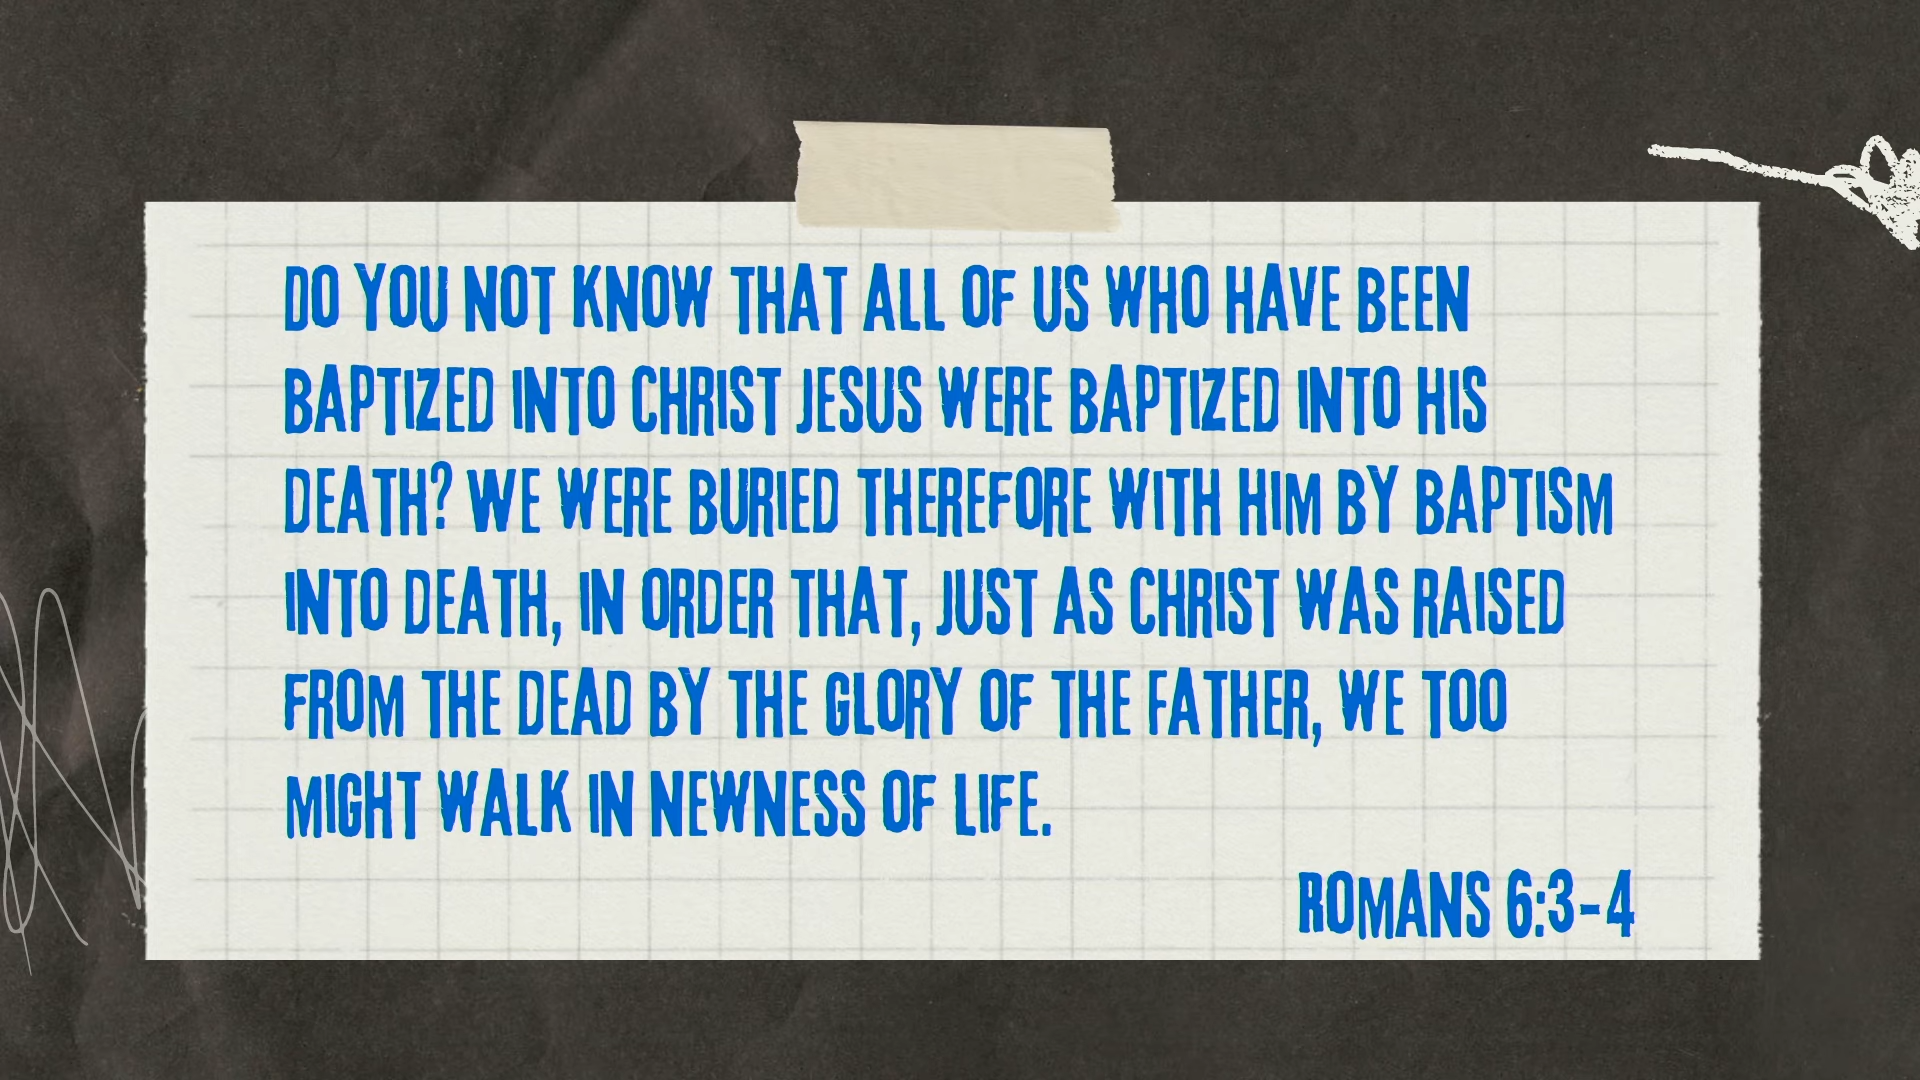 DO YOU NOT KNOW THAT ALL OF US WHO HAVE BEEN
BAPTIZED INTO CHRIST JESUS WERE BAPTIZED INTO HIS
DEATH? WE WERE BURIED THEREFORE WITH HIM BY BAPTISM
INTO DEATH, IN ORDER THAT, JUST AS CHRIST WAS RAISED
FROM THE DEAD BY THE GLORY OF THE FATHER, WE TOO
MIGHT WALK IN NEWNESS OF LIFE.
ROMANS 6:3-4